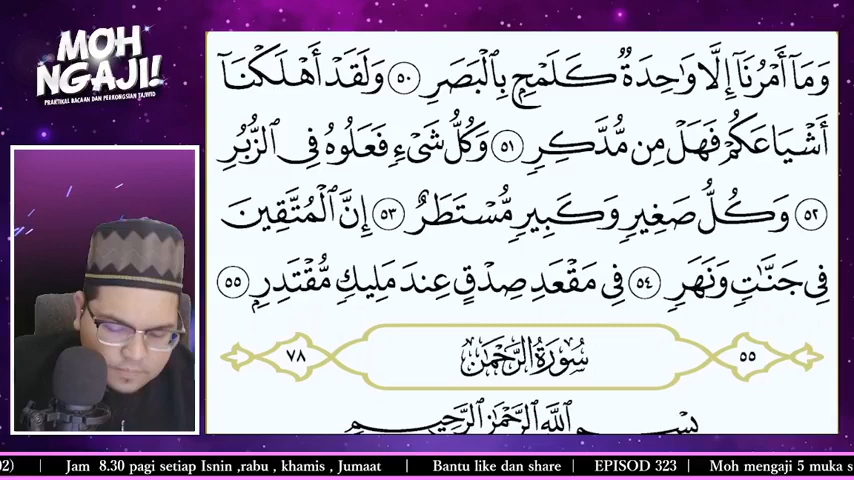 MOH
NGAJI!
PRAKTIKAL BACAAN DAN PERKONGSIAN TAJWID
وَمَآ أَمْرُنَآ إِلَّا وَٰحِدَةٌ كَلَمْحٍۭ بِٱلْبَصَرِ ٥٠ وَلَقَدْ أَهْلَكْنَآ
أَشْيَاعَكُمْ فَهَلْ مِن مُّدَّكِرٍ ٥١ وَكُلُّ شَىْءٍ فَعَلُوهُ فِى ٱلزُّبُرِ
٥٢ وَكُلُّ صَغِيرٍ وَكَبِيرٍ مُّسْتَطَرٌ ٥٣ إِنَّ ٱلْمُتَّقِينَ
فِى جَنَّٰتٍ وَنَهَرٍ ٥٤ فِى مَقْعَدِ صِدْقٍ عِندَ مَلِيكٍ مُّقْتَدِرٍۭ ٥٥
٥٥ سُورَةُ الرَّحْمَٰن ٧٨
بِسْمِ ٱللَّهِ ٱلرَّحْمَٰنِ ٱلرَّحِيمِ
02) | Jam 8.30 pagi setiap Isnin ,rabu , khamis , Jumaat | Bantu like dan share | EPISOD 323 | Moh mengaji 5 muka s